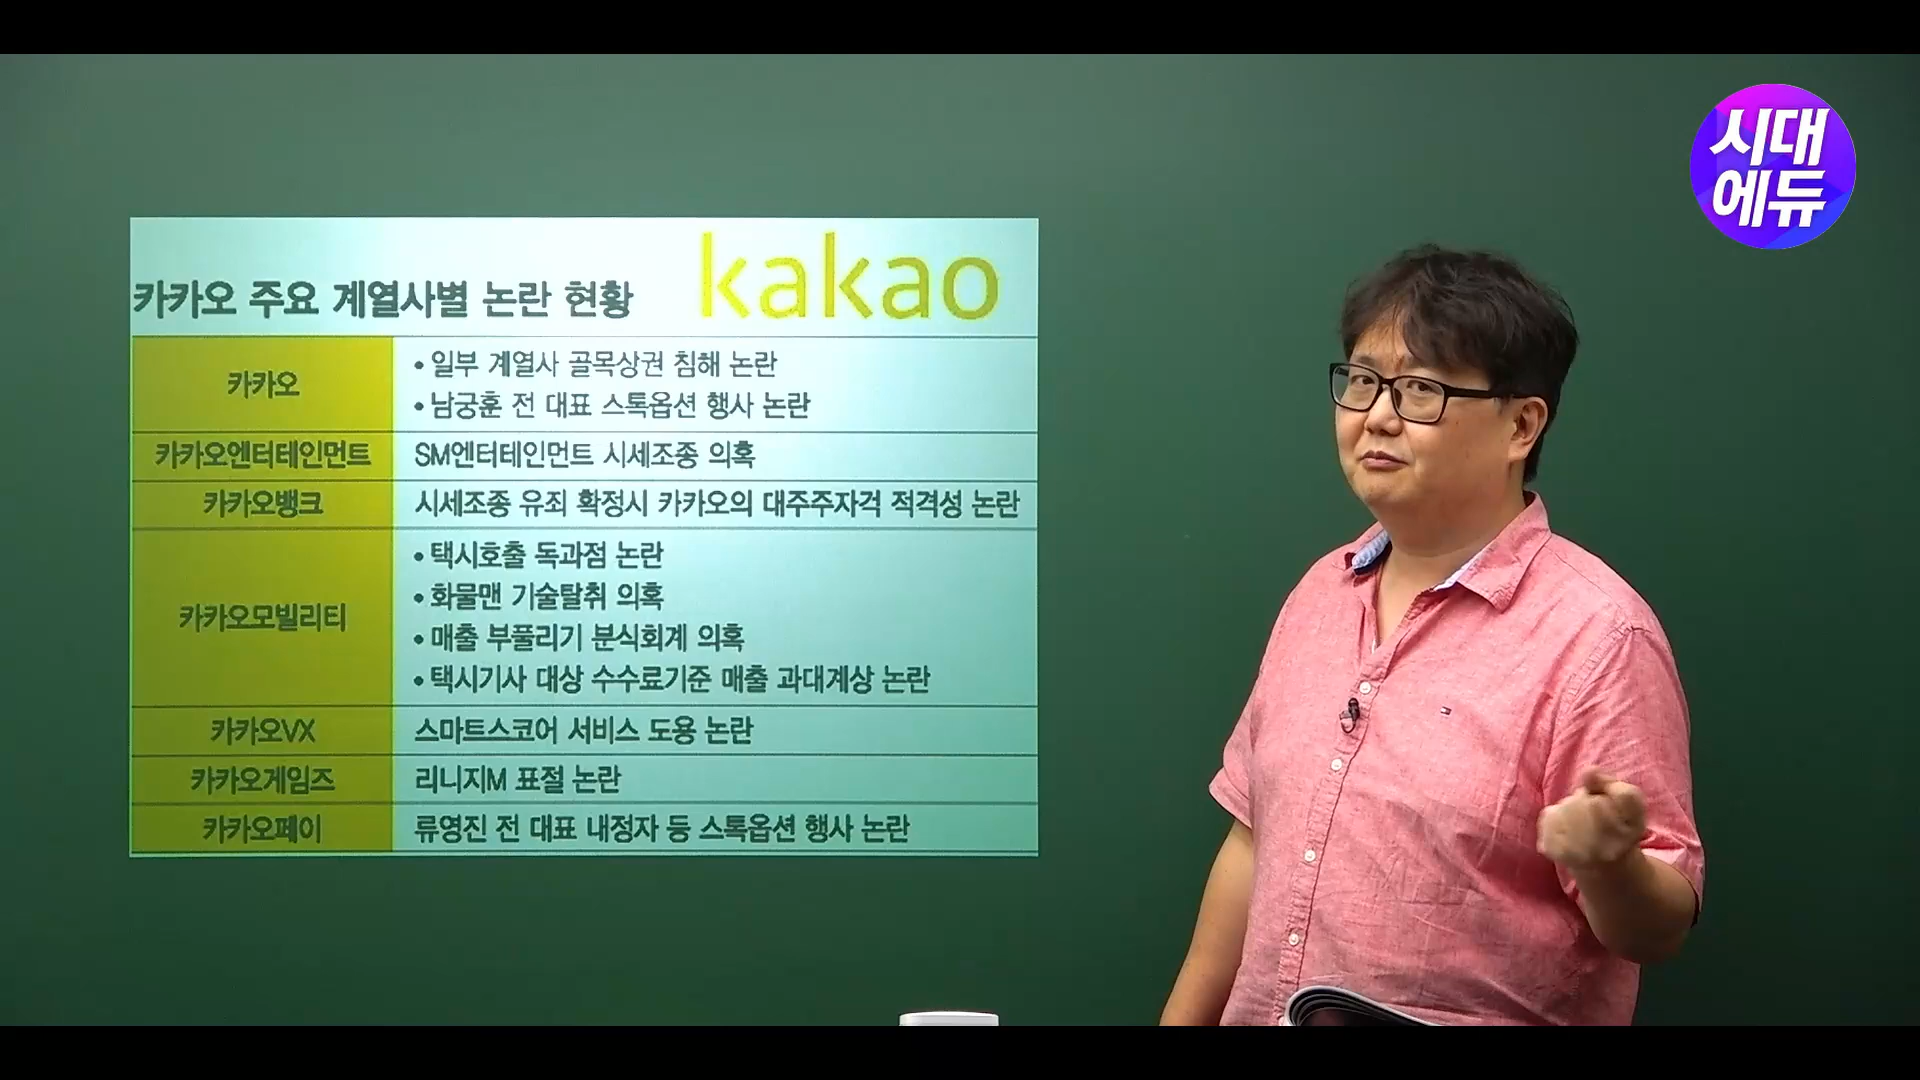 시대
에듀
kakao
카카오 주요 계열사별 논란 현황
카카오
• 일부 계열사 골목상권 침해 논란
• 남궁훈 전 대표 스톡옵션 행사 논란
카카오엔터테인먼트
SM엔터테인먼트 시세조종 의혹
카카오뱅크
시세조종 유죄 확정시 카카오의 대주주자격 적격성 논란
카카오모빌리티
• 택시호출 독과점 논란
• 화물맨 기술탈취 의혹
• 매출 부풀리기 분식회계 의혹
• 택시기사 대상 수수료기준 매출 과대계상 논란
카카오VX
스마트스코어 서비스 도용 논란
카카오게임즈
리니지M 표절 논란
카카오페이
류영진 전 대표 내정자 등 스톡옵션 행사 논란